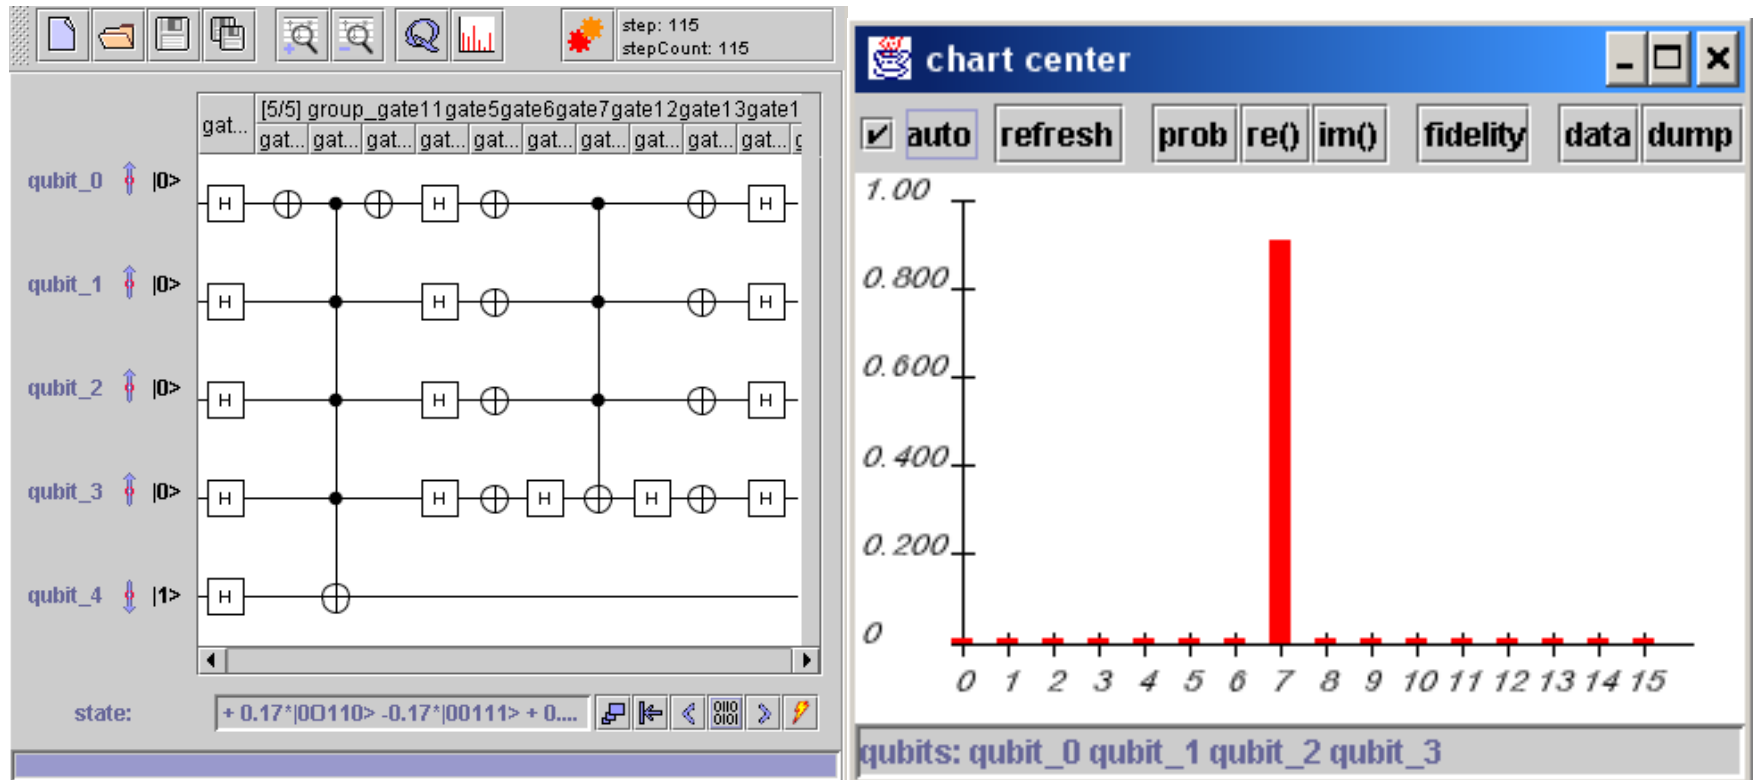 step: 115
stepCount: 115
gat...
[5/5] group_gate11gate5gate6gate7gate12gate13gate1
gat... gat... gat... gat... gat... gat... gat... gat... gat... gat... g
qubit_0 |0>
H H H
qubit_1 |0>
H H H
qubit_2 |0>
H H H
qubit_3 |0>
H H H H H
qubit_4 |1>
H
state: + 0.17*|00110> -0.17*|00111> + 0....
0110
0101
chart center
auto refresh prob re() im() fidelity data dump
1.00
0.800
0.600
0.400
0.200
0
0 1 2 3 4 5 6 7 8 9 10 11 12 13 14 15
qubits: qubit_0 qubit_1 qubit_2 qubit_3